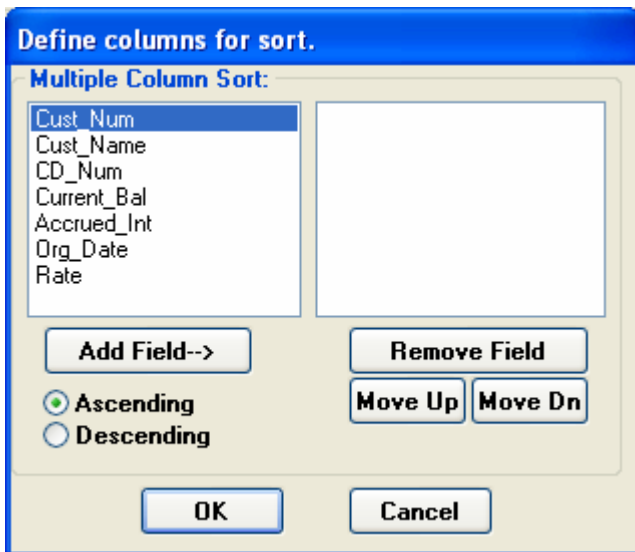 Define columns for sort.
Multiple Column Sort:
Cust_Num
Cust_Name
CD_Num
Current_Bal
Accrued_Int
Org_Date
Rate
Add Field-->
Remove Field
Ascending
Move Up
Move Dn
Descending
OK
Cancel